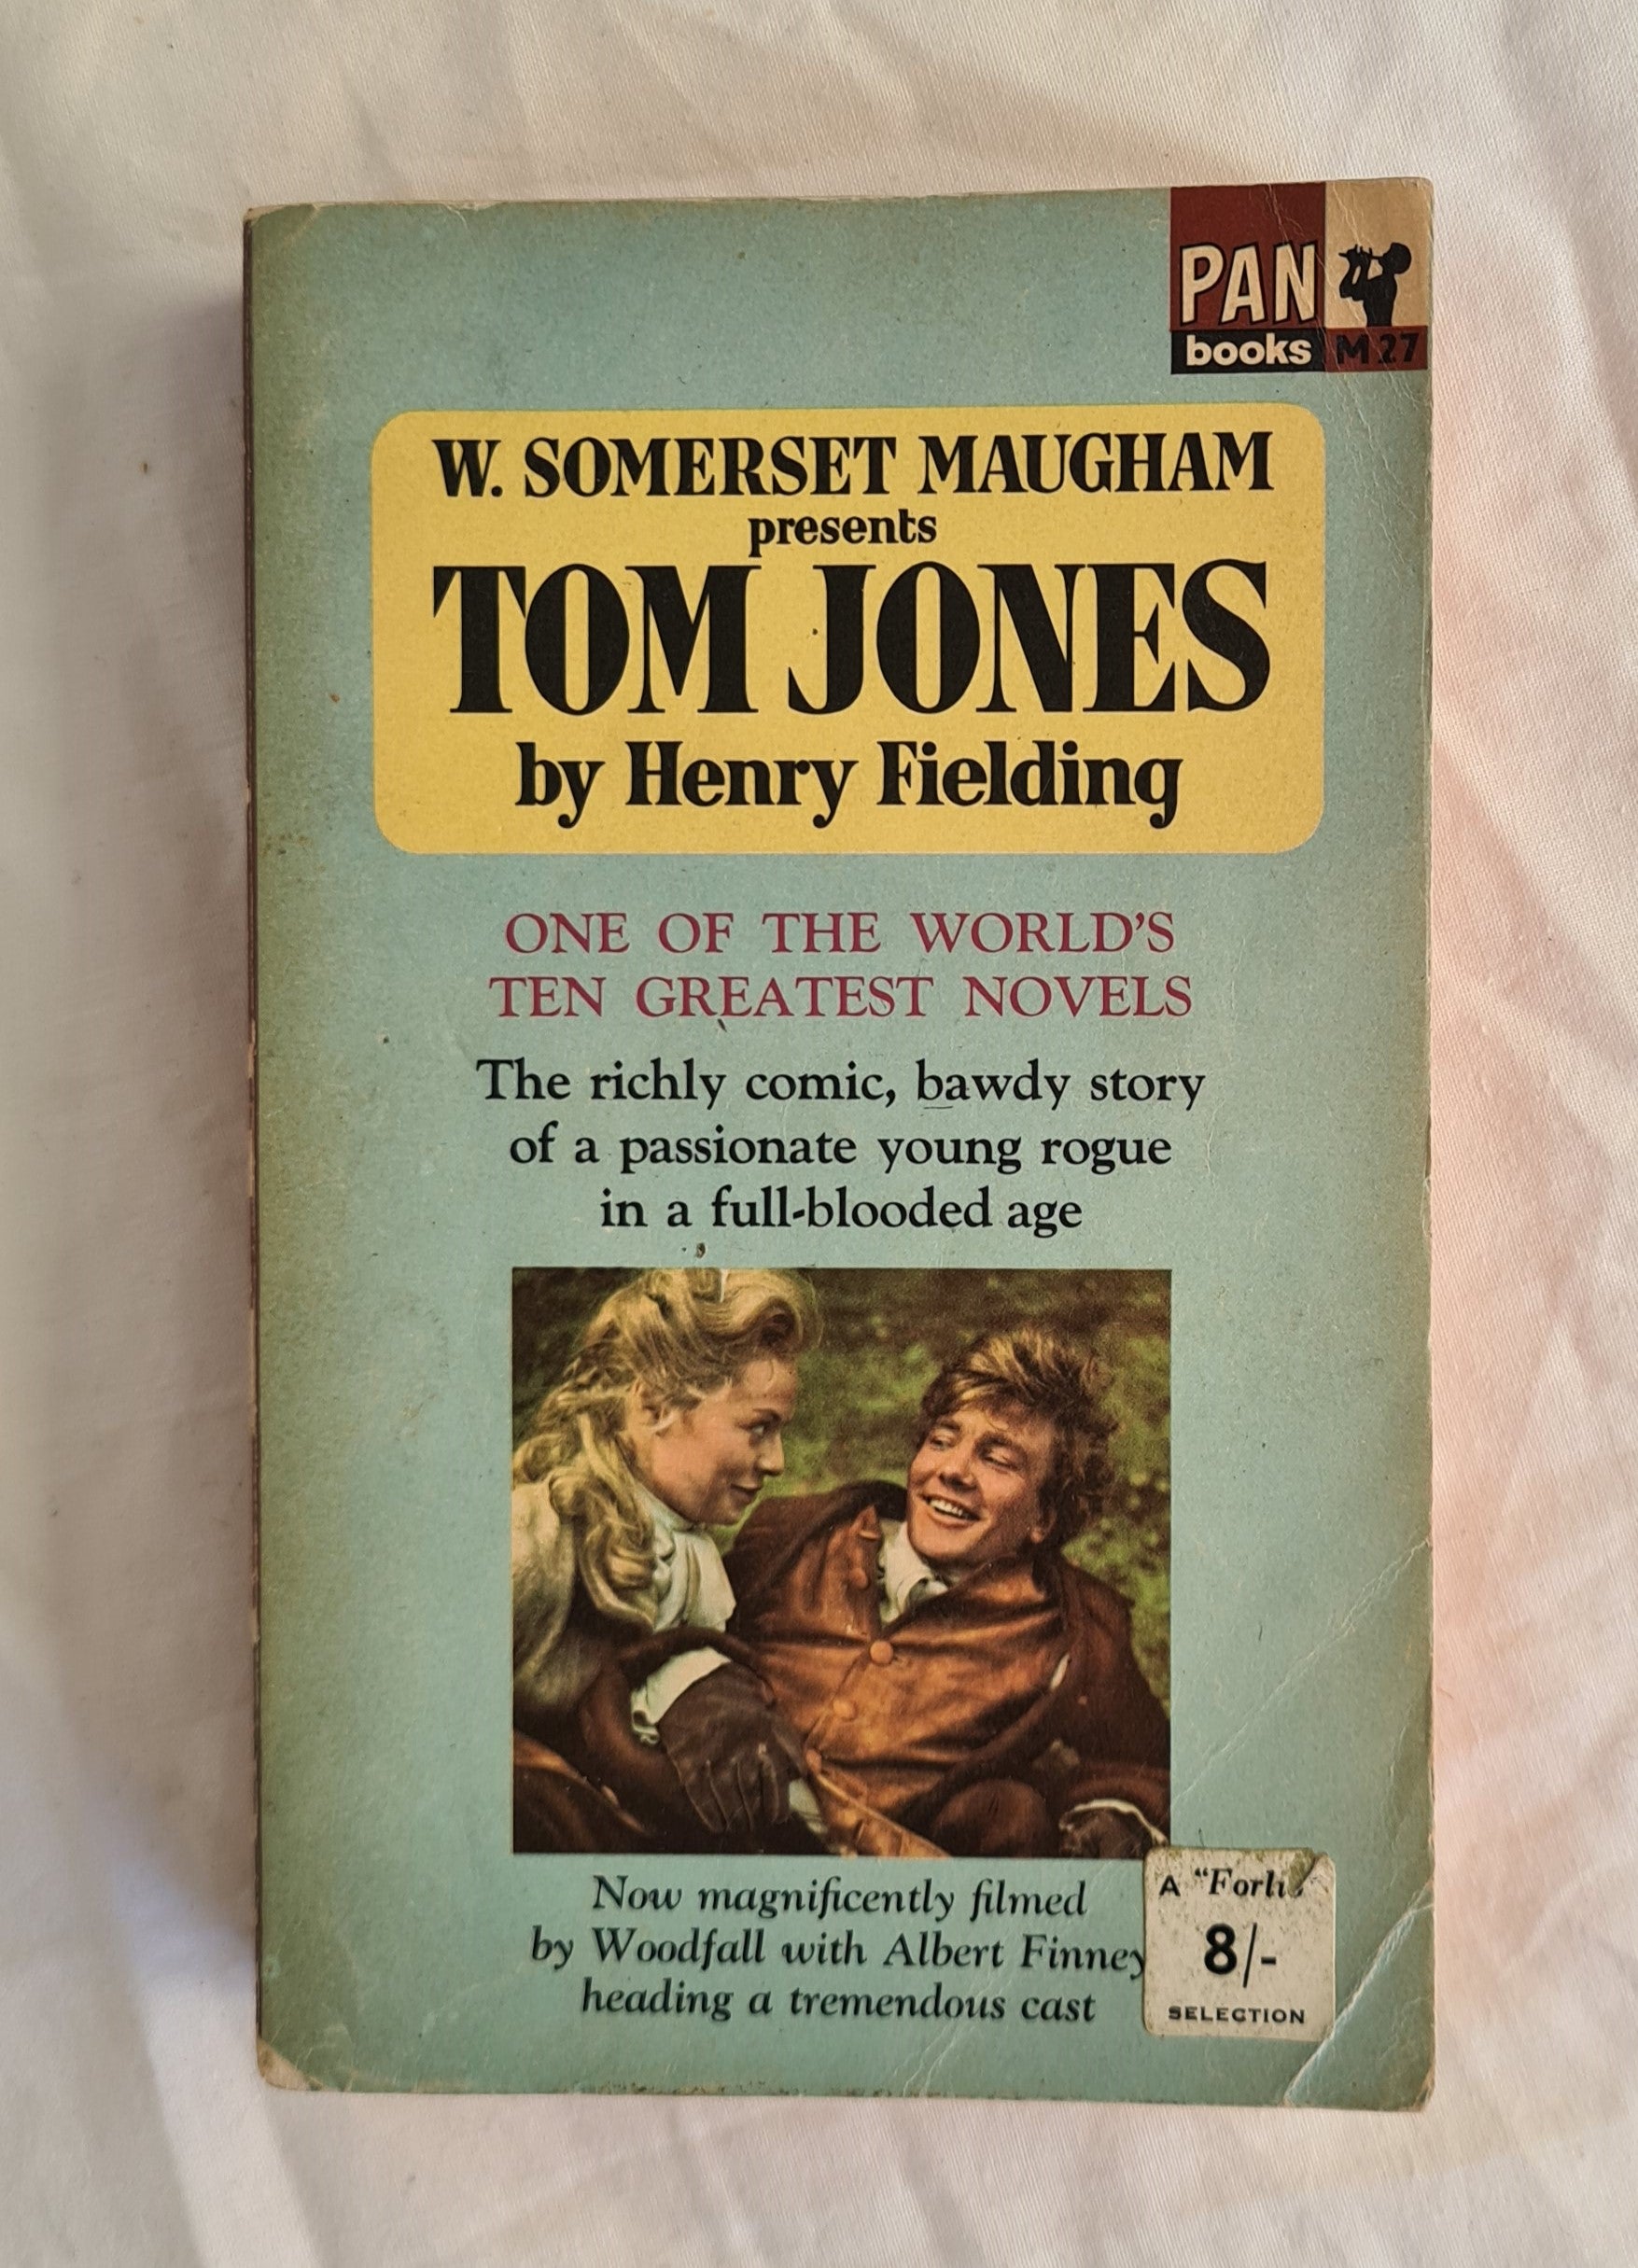 PAN
books M27
W. SOMERSET MAUGHAM
presents
TOM JONES
by Henry Fielding
ONE OF THE WORLD'S
TEN GREATEST NOVELS
The richly comic, bawdy story
of a passionate young rogue
in a full-blooded age
Now magnificently filmed
by Woodfall with Albert Finney
heading a tremendous cast
A
8/-
SELECTION